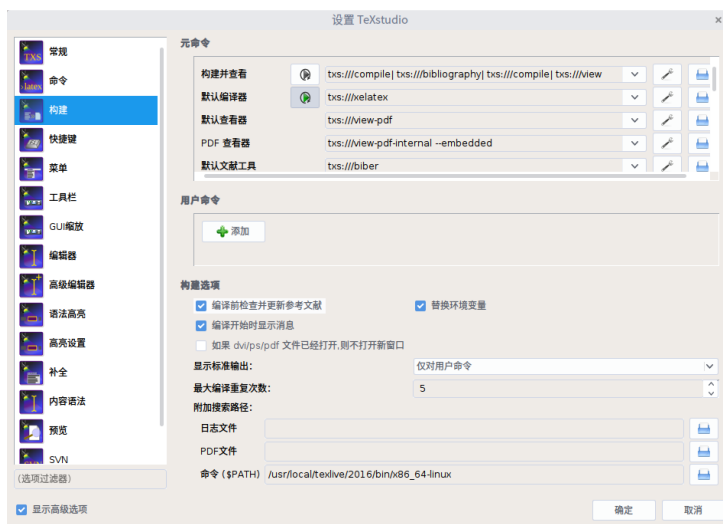 设置 TeXstudio
常规
命令
构建
快捷键
菜单
工具栏
GUI缩放
编辑器
高级编辑器
语法高亮
高亮设置
补全
内容语法
预览
SVN
(选项过滤器)
显示高级选项
元命令
构建并查看 txs:///compile| txs:///bibliography| txs:///compile| txs:///view
默认编译器 txs:///xelatex
默认查看器 txs:///view-pdf
PDF 查看器 txs:///view-pdf-internal --embedded
默认文献工具 txs:///biber
用户命令
添加
构建选项
编译前检查并更新参考文献 替换环境变量
编译开始时显示消息
如果 dvi/ps/pdf 文件已经打开,则不打开新窗口
显示标准输出: 仅对用户命令
最大编译重复次数: 5
附加搜索路径:
日志文件
PDF文件
命令 ($PATH) /usr/local/texlive/2016/bin/x86_64-linux
确定 取消